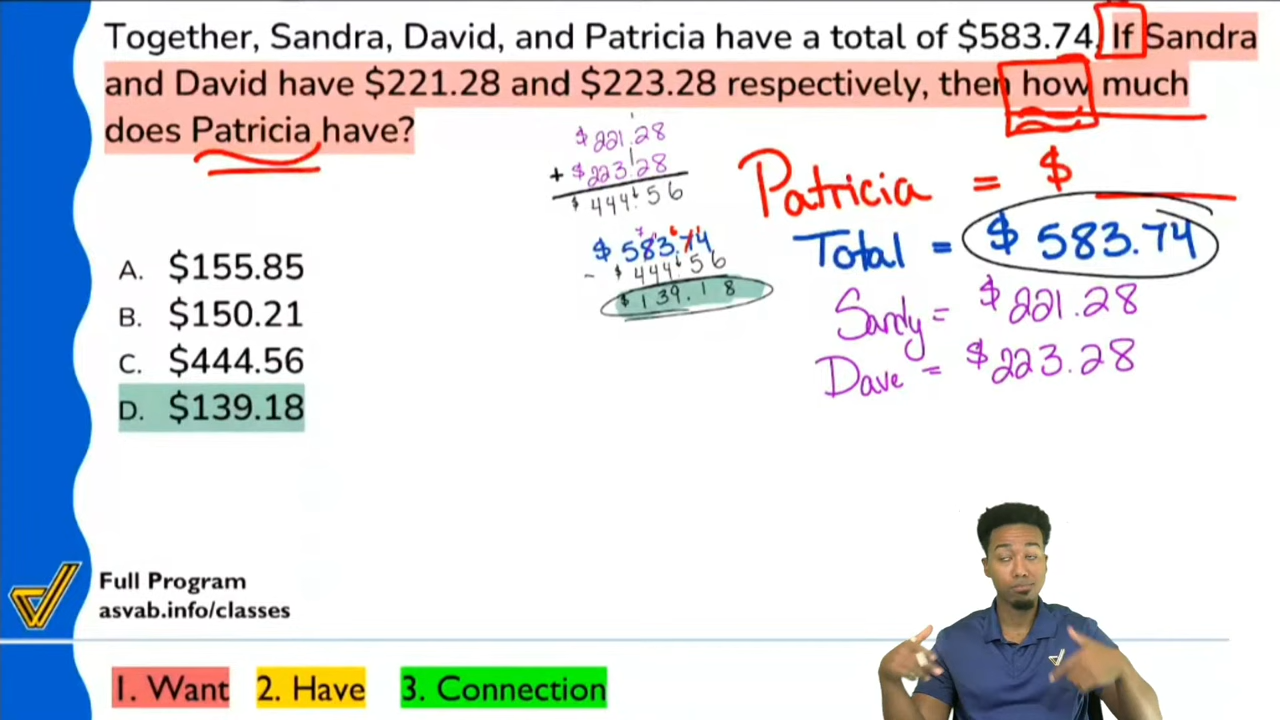 Together, Sandra, David, and Patricia have a total of $583.74. If Sandra
and David have $221.28 and $223.28 respectively, then how much
does Patricia have?
$221.28
+ $223.28
$444.56
$583.74
- $444.56
$139.18
Patricia = $
Total = $583.74
Sandy = $221.28
Dave = $223.28
A. $155.85
B. $150.21
C. $444.56
D. $139.18
Full Program
asvab.info/classes
1. Want 2. Have 3. Connection